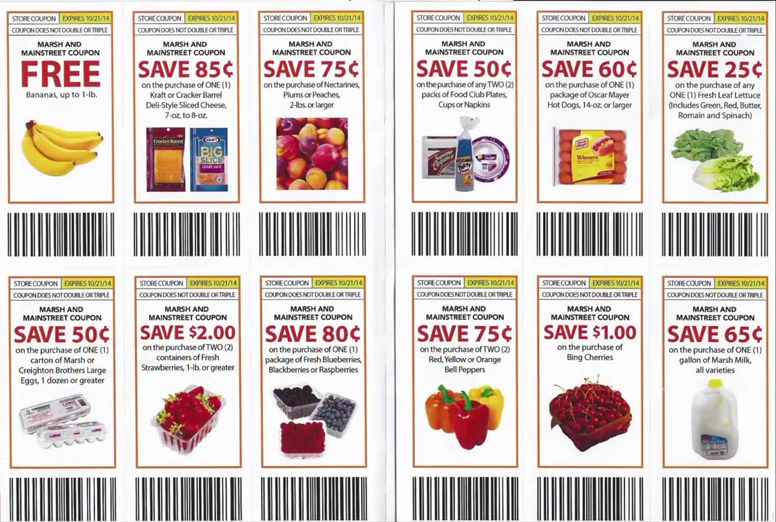 STORE COUPON EXPIRES 10/21/14
COUPON DOES NOT DOUBLE OR TRIPLE
MARSH AND
MAINSTREET COUPON
FREE
Bananas, up to 1-lb.
STORE COUPON EXPIRES 10/21/14
COUPON DOES NOT DOUBLE OR TRIPLE
MARSH AND
MAINSTREET COUPON
SAVE 85¢
on the purchase of ONE (1)
Kraft or Cracker Barrel
Deli-Style Sliced Cheese,
7-oz. to 8-oz.
Cracker Barrel
KRAFT
BIG
SLICE
STORE COUPON EXPIRES 10/21/14
COUPON DOES NOT DOUBLE OR TRIPLE
MARSH AND
MAINSTREET COUPON
SAVE 75¢
on the purchase of Nectarines,
Plums or Peaches,
2-lbs. or larger
STORE COUPON EXPIRES 10/21/14
COUPON DOES NOT DOUBLE OR TRIPLE
MARSH AND
MAINSTREET COUPON
SAVE 50¢
on the purchase of any TWO (2)
packs of Food Club Plates,
Cups or Napkins
STORE COUPON EXPIRES 10/21/14
COUPON DOES NOT DOUBLE OR TRIPLE
MARSH AND
MAINSTREET COUPON
SAVE 60¢
on the purchase of ONE (1)
package of Oscar Mayer
Hot Dogs, 14-oz. or larger
Wieners
STORE COUPON EXPIRES 10/21/14
COUPON DOES NOT DOUBLE OR TRIPLE
MARSH AND
MAINSTREET COUPON
SAVE 25¢
on the purchase of any
ONE (1) Fresh Leaf Lettuce
(Includes Green, Red, Butter,
Romain and Spinach)
STORE COUPON EXPIRES 10/21/14
COUPON DOES NOT DOUBLE OR TRIPLE
MARSH AND
MAINSTREET COUPON
SAVE 50¢
on the purchase of ONE (1)
carton of Marsh or
Creighton Brothers Large
Eggs, 1 dozen or greater
STORE COUPON EXPIRES 10/21/14
COUPON DOES NOT DOUBLE OR TRIPLE
MARSH AND
MAINSTREET COUPON
SAVE $2.00
on the purchase of TWO (2)
containers of Fresh
Strawberries, 1-lb. or greater
STORE COUPON EXPIRES 10/21/14
COUPON DOES NOT DOUBLE OR TRIPLE
MARSH AND
MAINSTREET COUPON
SAVE 80¢
on the purchase of ONE (1)
package of Fresh Blueberries,
Blackberries or Raspberries
STORE COUPON EXPIRES 10/21/14
COUPON DOES NOT DOUBLE OR TRIPLE
MARSH AND
MAINSTREET COUPON
SAVE 75¢
on the purchase of TWO (2)
Red, Yellow or Orange
Bell Peppers
STORE COUPON EXPIRES 10/21/14
COUPON DOES NOT DOUBLE OR TRIPLE
MARSH AND
MAINSTREET COUPON
SAVE $1.00
on the purchase of
Bing Cherries
STORE COUPON EXPIRES 10/21/14
COUPON DOES NOT DOUBLE OR TRIPLE
MARSH AND
MAINSTREET COUPON
SAVE 65¢
on the purchase of ONE (1)
gallon of Marsh Milk,
all varieties